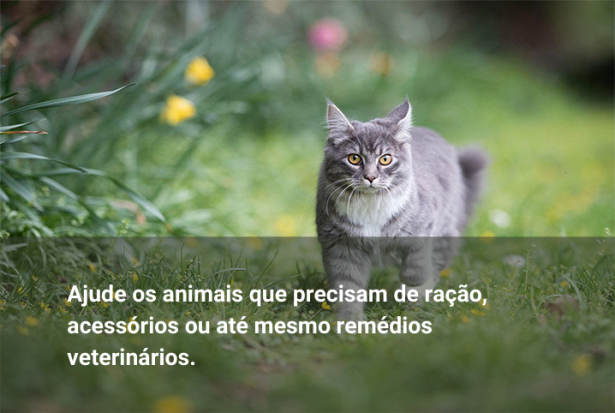 Ajude os animais que precisam de ração,
acessórios ou até mesmo remédios
veterinários.